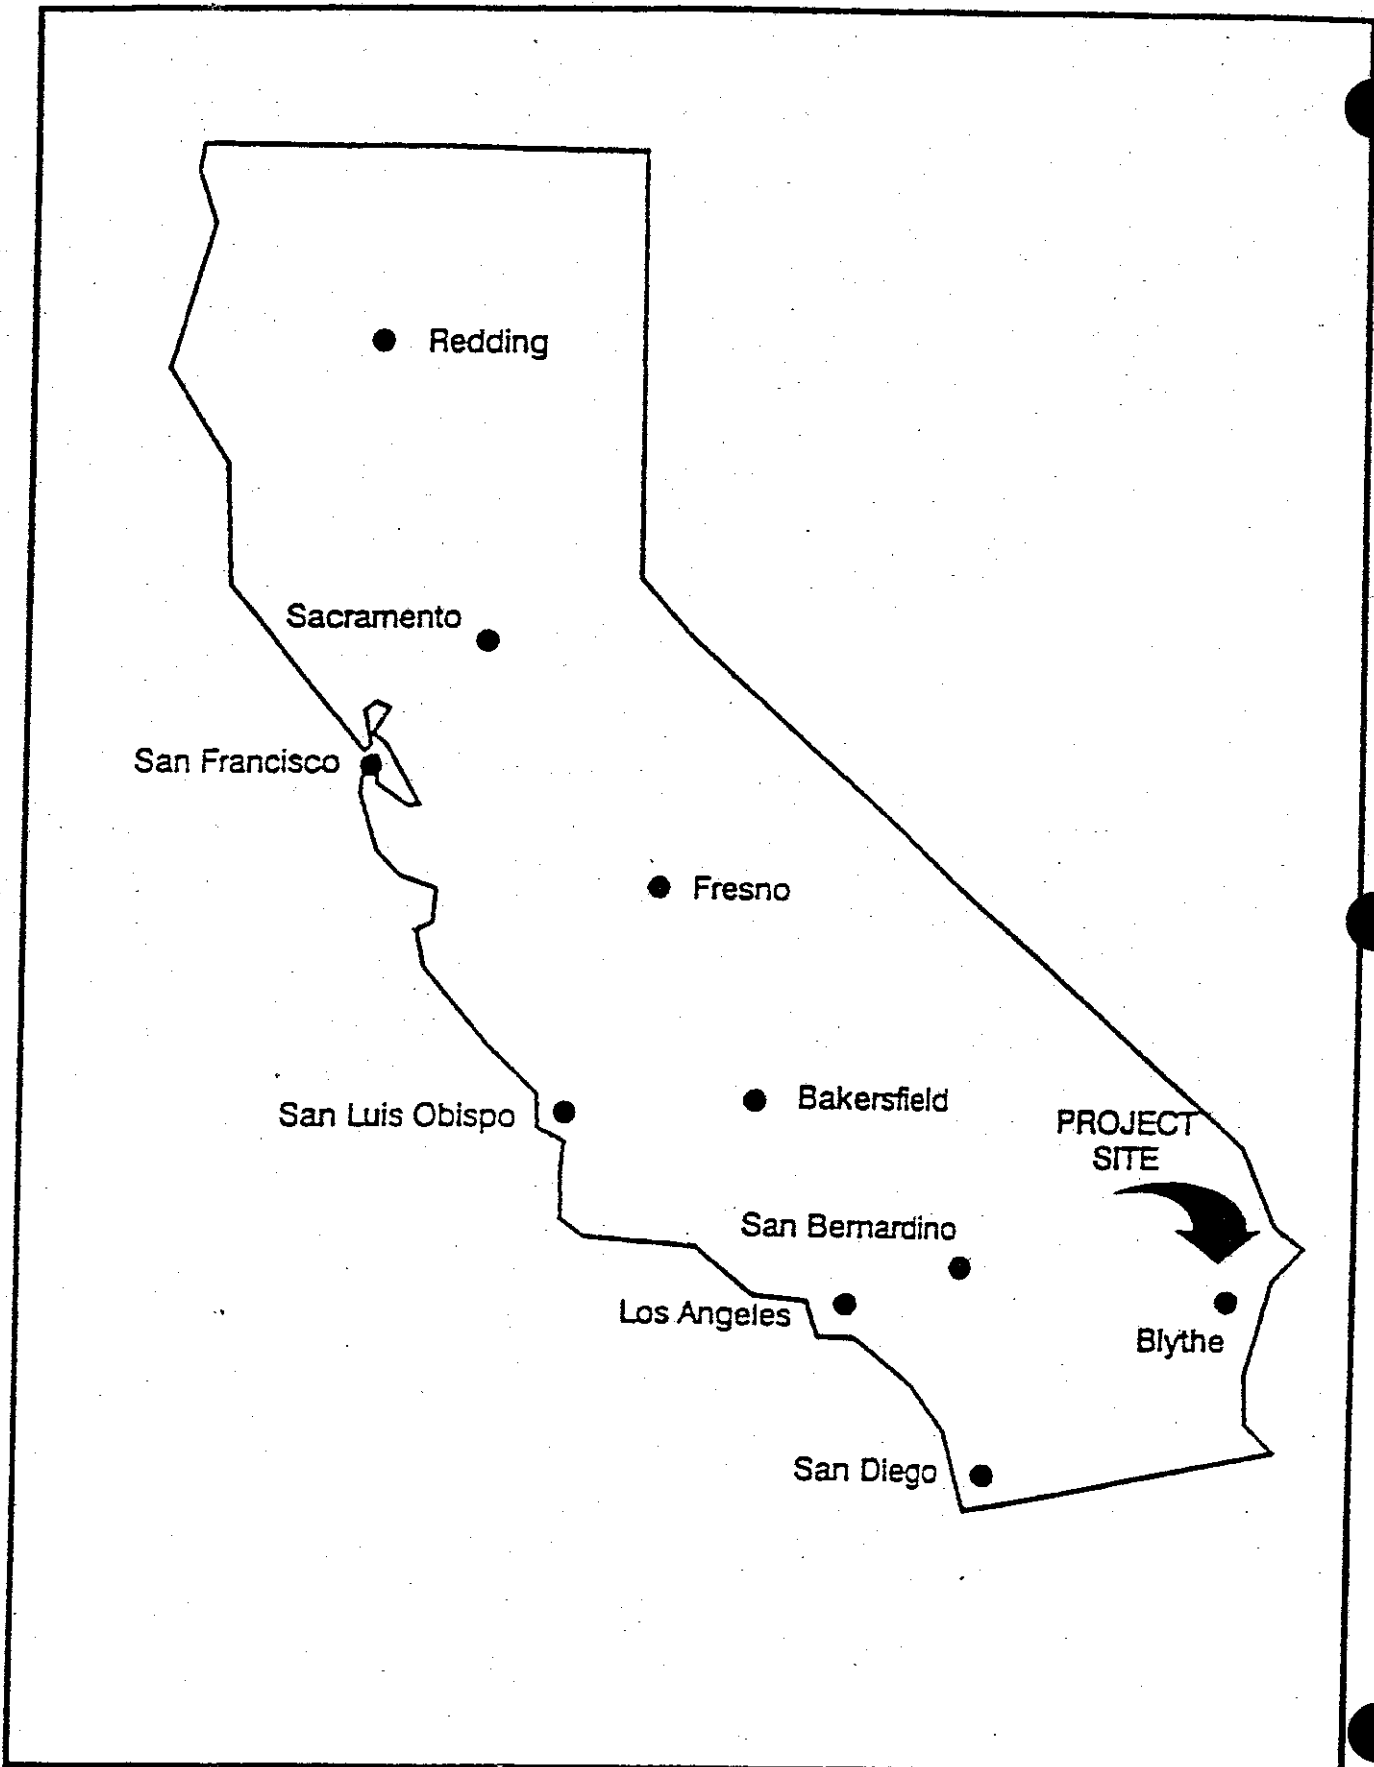 Redding
Sacramento
San Francisco
Fresno
San Luis Obispo
Bakersfield
PROJECT
SITE
San Bernardino
Los Angeles
Blythe
San Diego